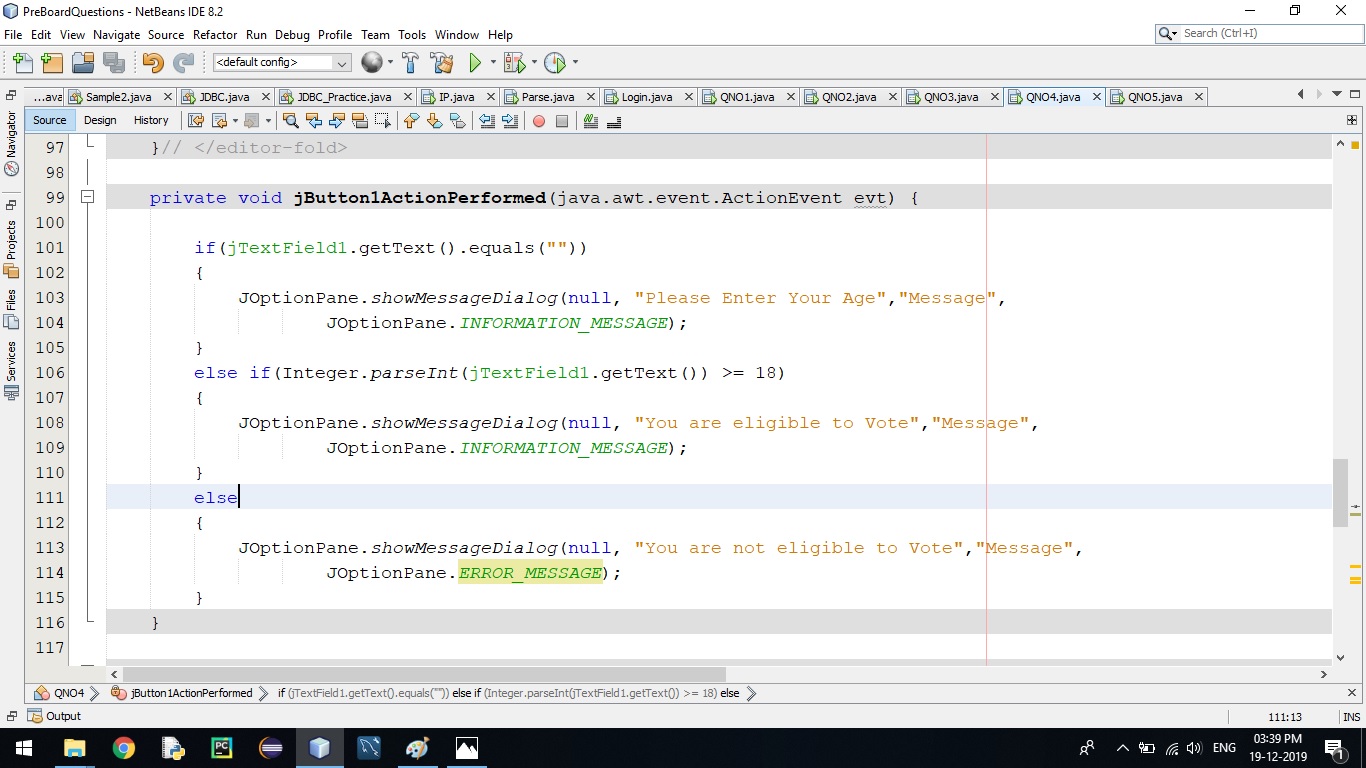 PreBoardQuestions - NetBeans IDE 8.2
File Edit View Navigate Source Refactor Run Debug Profile Team Tools Window Help
Search (Ctrl+I)
<default config>
...ava Sample2.java JDBC.java JDBC_Practice.java IP.java Parse.java Login.java QNO1.java QNO2.java QNO3.java QNO4.java QNO5.java
Source Design History
Navigator
Projects
Files
Services
97 }// </editor-fold>
98
99 private void jButton1ActionPerformed(java.awt.event.ActionEvent evt) {
100
101 if(jTextField1.getText().equals(""))
102 {
103 JOptionPane.showMessageDialog(null, "Please Enter Your Age","Message",
104 JOptionPane.INFORMATION_MESSAGE);
105 }
106 else if(Integer.parseInt(jTextField1.getText()) >= 18)
107 {
108 JOptionPane.showMessageDialog(null, "You are eligible to Vote","Message",
109 JOptionPane.INFORMATION_MESSAGE);
110 }
111 else
112 {
113 JOptionPane.showMessageDialog(null, "You are not eligible to Vote","Message",
114 JOptionPane.ERROR_MESSAGE);
115 }
116 }
117
QNO4 jButton1ActionPerformed if (jTextField1.getText().equals("")) else if (Integer.parseInt(jTextField1.getText()) >= 18) else
Output
111:13 INS
PC
ENG
03:39 PM
19-12-2019
1